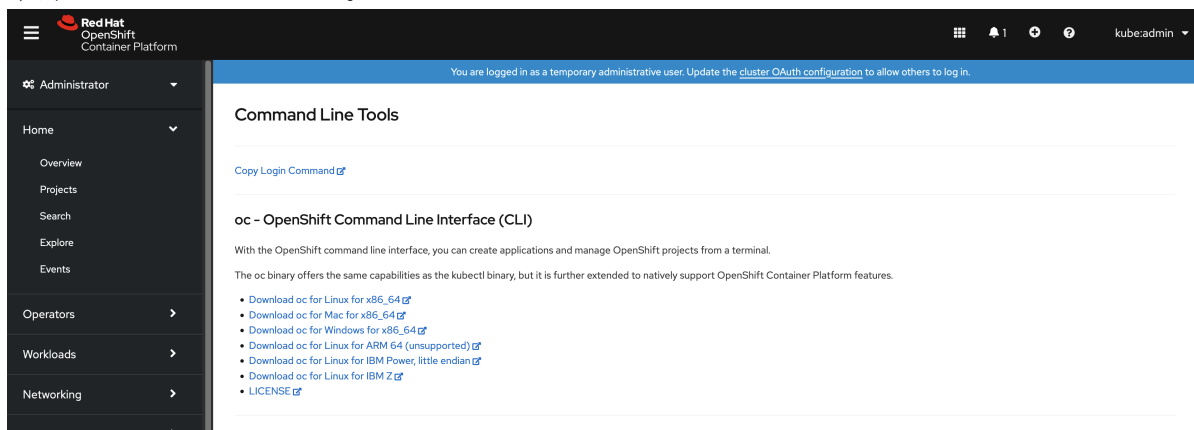 Red Hat
OpenShift
Container Platform
1
kube:admin
Administrator
You are logged in as a temporary administrative user. Update the cluster OAuth configuration to allow others to log in.
Home
Overview
Projects
Search
Explore
Events
Operators
Workloads
Networking
Command Line Tools
Copy Login Command
oc - OpenShift Command Line Interface (CLI)
With the OpenShift command line interface, you can create applications and manage OpenShift projects from a terminal.
The oc binary offers the same capabilities as the kubectl binary, but it is further extended to natively support OpenShift Container Platform features.
Download oc for Linux for x86_64
Download oc for Mac for x86_64
Download oc for Windows for x86_64
Download oc for Linux for ARM 64 (unsupported)
Download oc for Linux for IBM Power, little endian
Download oc for Linux for IBM Z
LICENSE